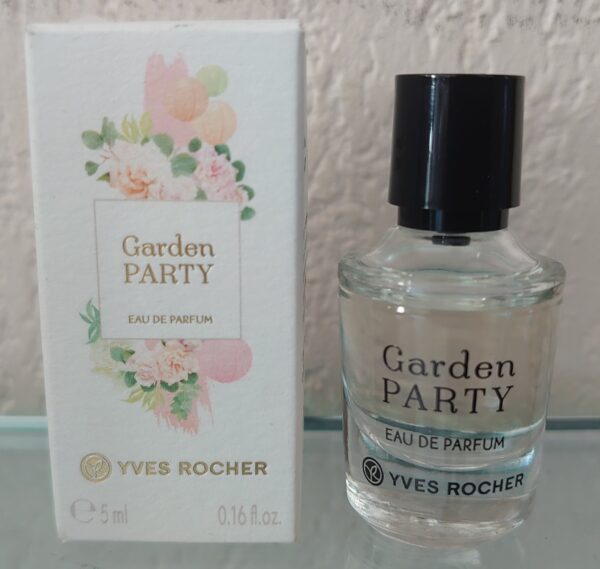 Garden
PARTY
EAU DE PARFUM
YVES ROCHER
℮ 5 ml 0.16 fl.oz.
Garden
PARTY
EAU DE PARFUM
YVES ROCHER